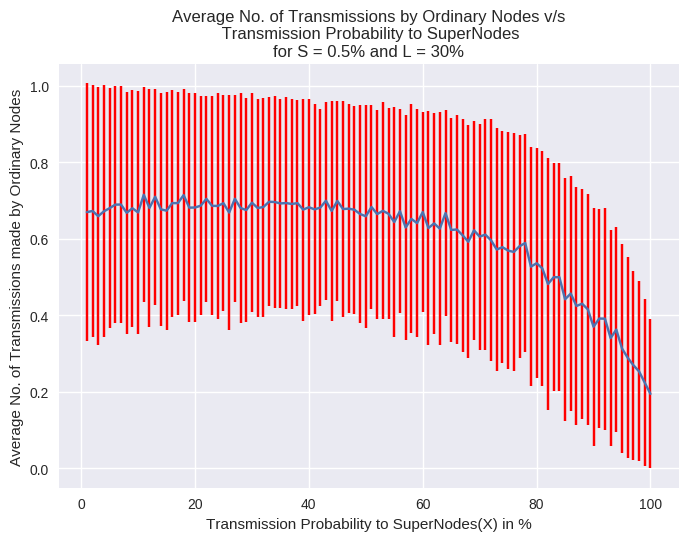 Average No. of Transmissions by Ordinary Nodes v/s
Transmission Probability to SuperNodes
for S = 0.5% and L = 30%
Average No. of Transmissions made by Ordinary Nodes
1.0
0.8
0.6
0.4
0.2
0.0
0 20 40 60 80 100
Transmission Probability to SuperNodes(X) in %